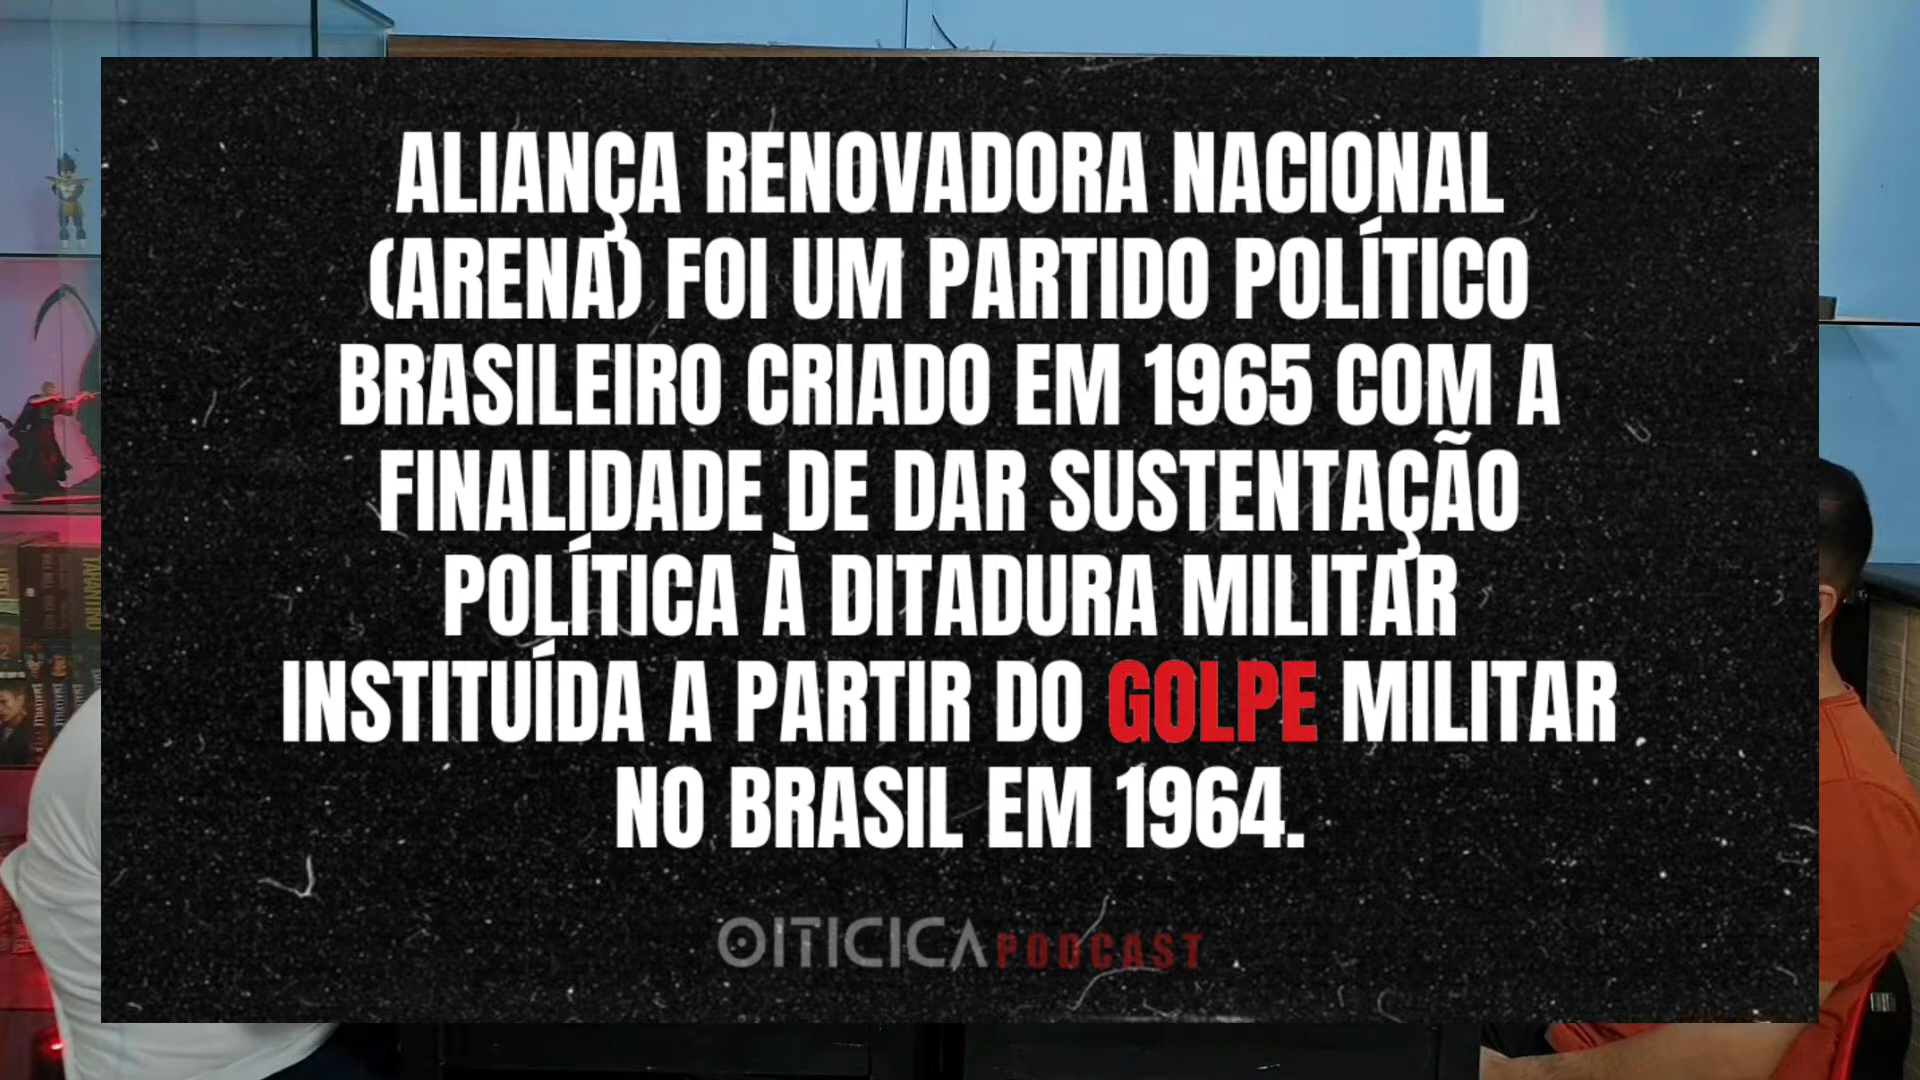 ALIANÇA RENOVADORA NACIONAL
(ARENA) FOI UM PARTIDO POLÍTICO
BRASILEIRO CRIADO EM 1965 COM A
FINALIDADE DE DAR SUSTENTAÇÃO
POLÍTICA À DITADURA MILITAR
INSTITUÍDA A PARTIR DO GOLPE MILITAR
NO BRASIL EM 1964.
OITICICA PODCAST